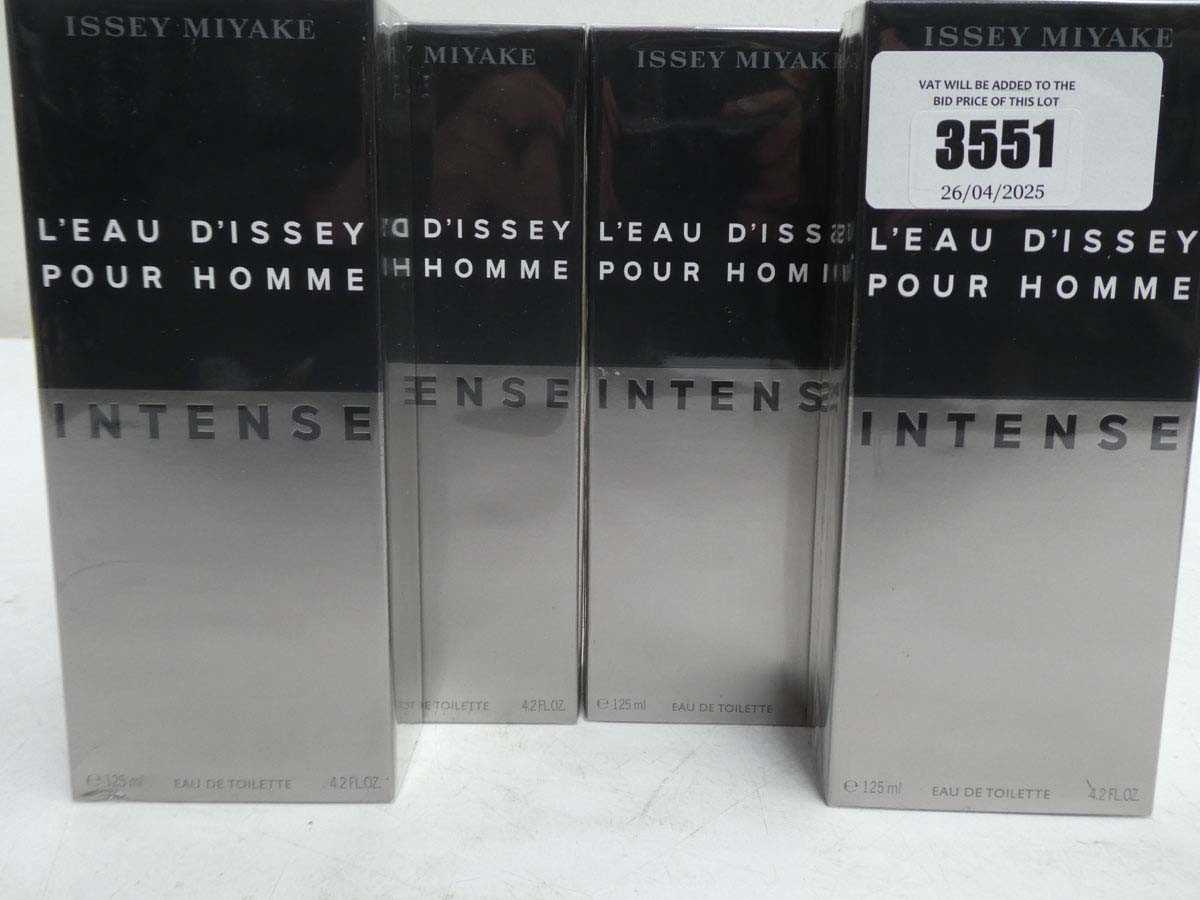 ISSEY MIYAKE
L'EAU D'ISSEY
POUR HOMME
INTENSE
℮ 125 ml EAU DE TOILETTE 4.2 FL.OZ.
MIYAKE
D'ISSEY
HOMME
ENSE
DE TOILETTE 4.2 FL.OZ.
ISSEY MIYAK
L'EAU D'ISS
POUR HOM
INTENS
℮ 125 ml EAU DE TOILETTE
ISSEY MIYAKE
VAT WILL BE ADDED TO THE
BID PRICE OF THIS LOT
3551
26/04/2025
L'EAU D'ISSEY
POUR HOMME
INTENSE
℮ 125 ml EAU DE TOILETTE 4.2 FL.OZ.